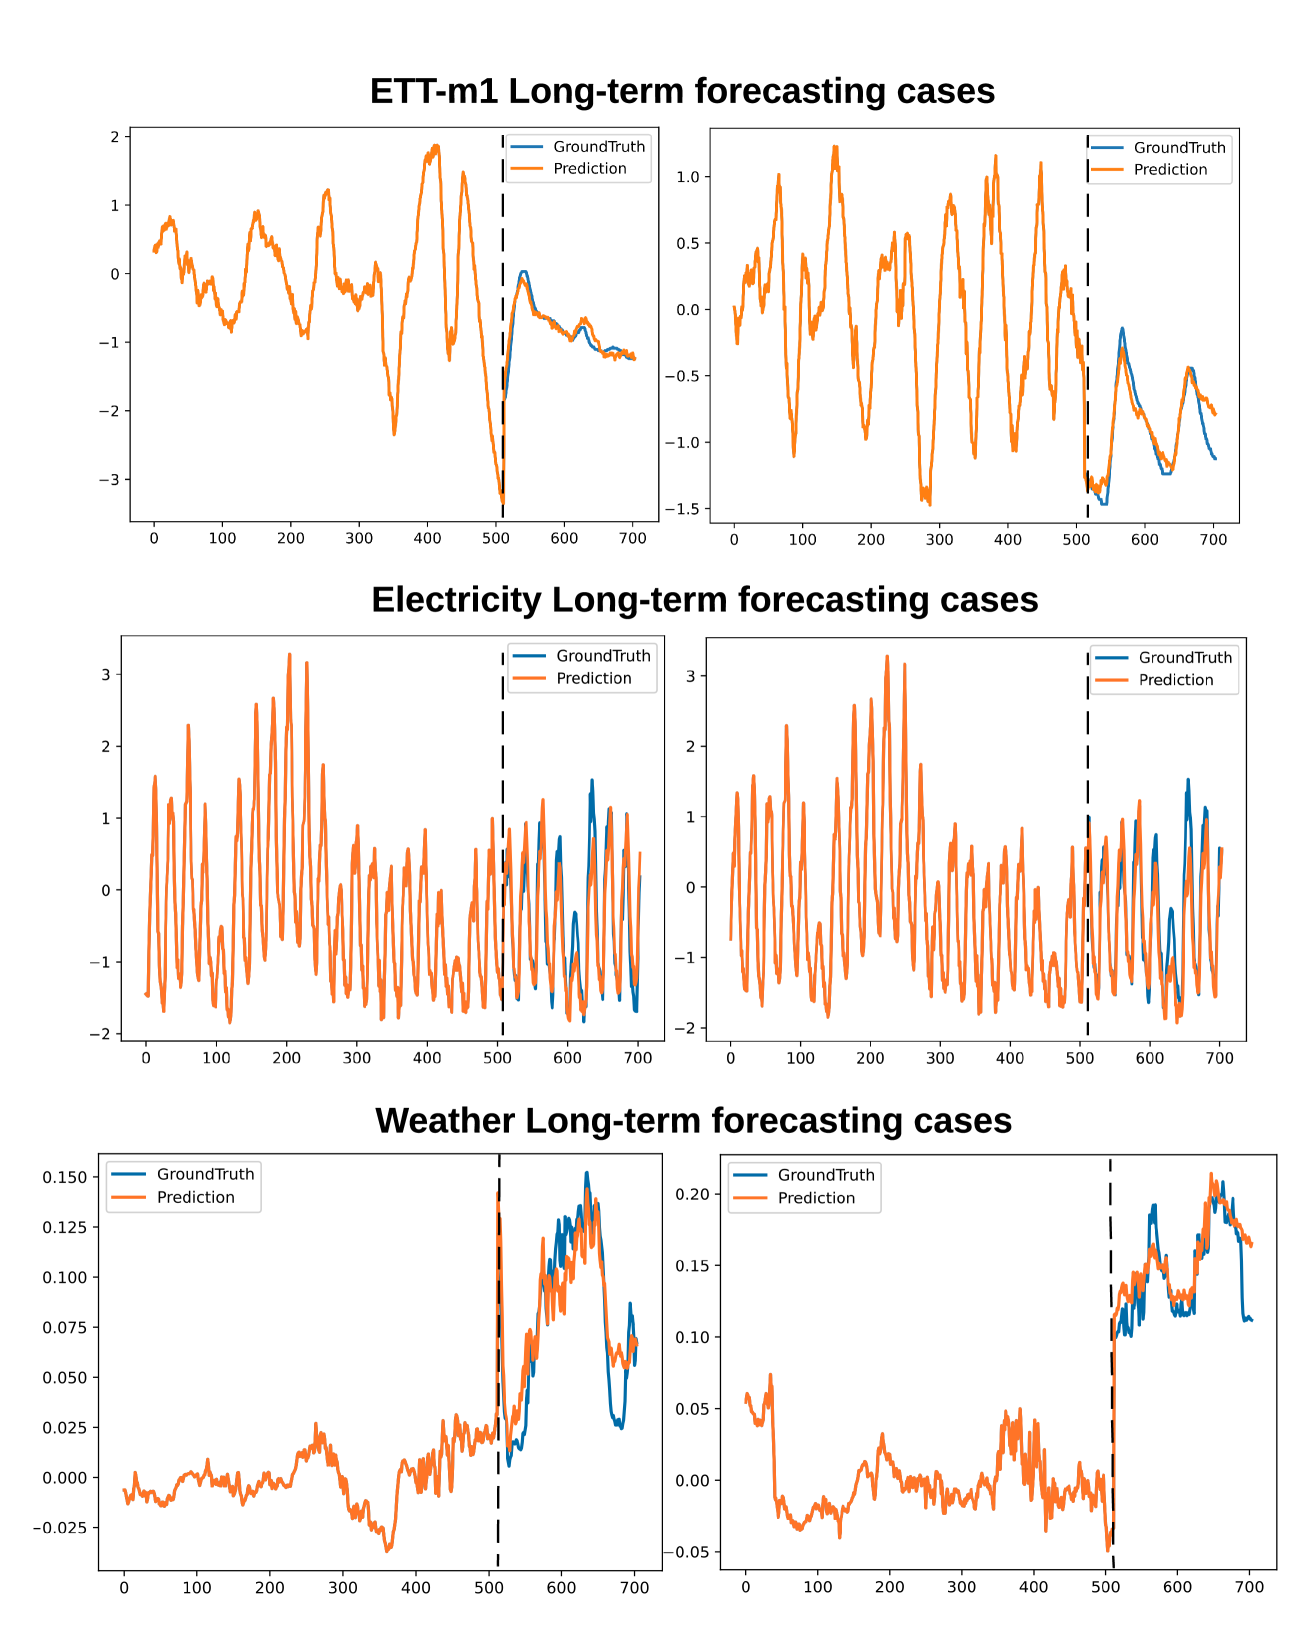 ETT-m1 Long-term forecasting cases
GroundTruth
Prediction
2
1
0
−1
−2
−3
0 100 200 300 400 500 600 700
GroundTruth
Prediction
1.0
0.5
0.0
−0.5
−1.0
−1.5
0 100 200 300 400 500 600 700
Electricity Long-term forecasting cases
GroundTruth
Prediction
3
2
1
0
−1
−2
0 100 200 300 400 500 600 700
GroundTruth
Prediction
3
2
1
0
−1
−2
0 100 200 300 400 500 600 700
Weather Long-term forecasting cases
GroundTruth
Prediction
0.150
0.125
0.100
0.075
0.050
0.025
0.000
−0.025
0 100 200 300 400 500 600 700
GroundTruth
Prediction
0.20
0.15
0.10
0.05
0.00
−0.05
0 100 200 300 400 500 600 700